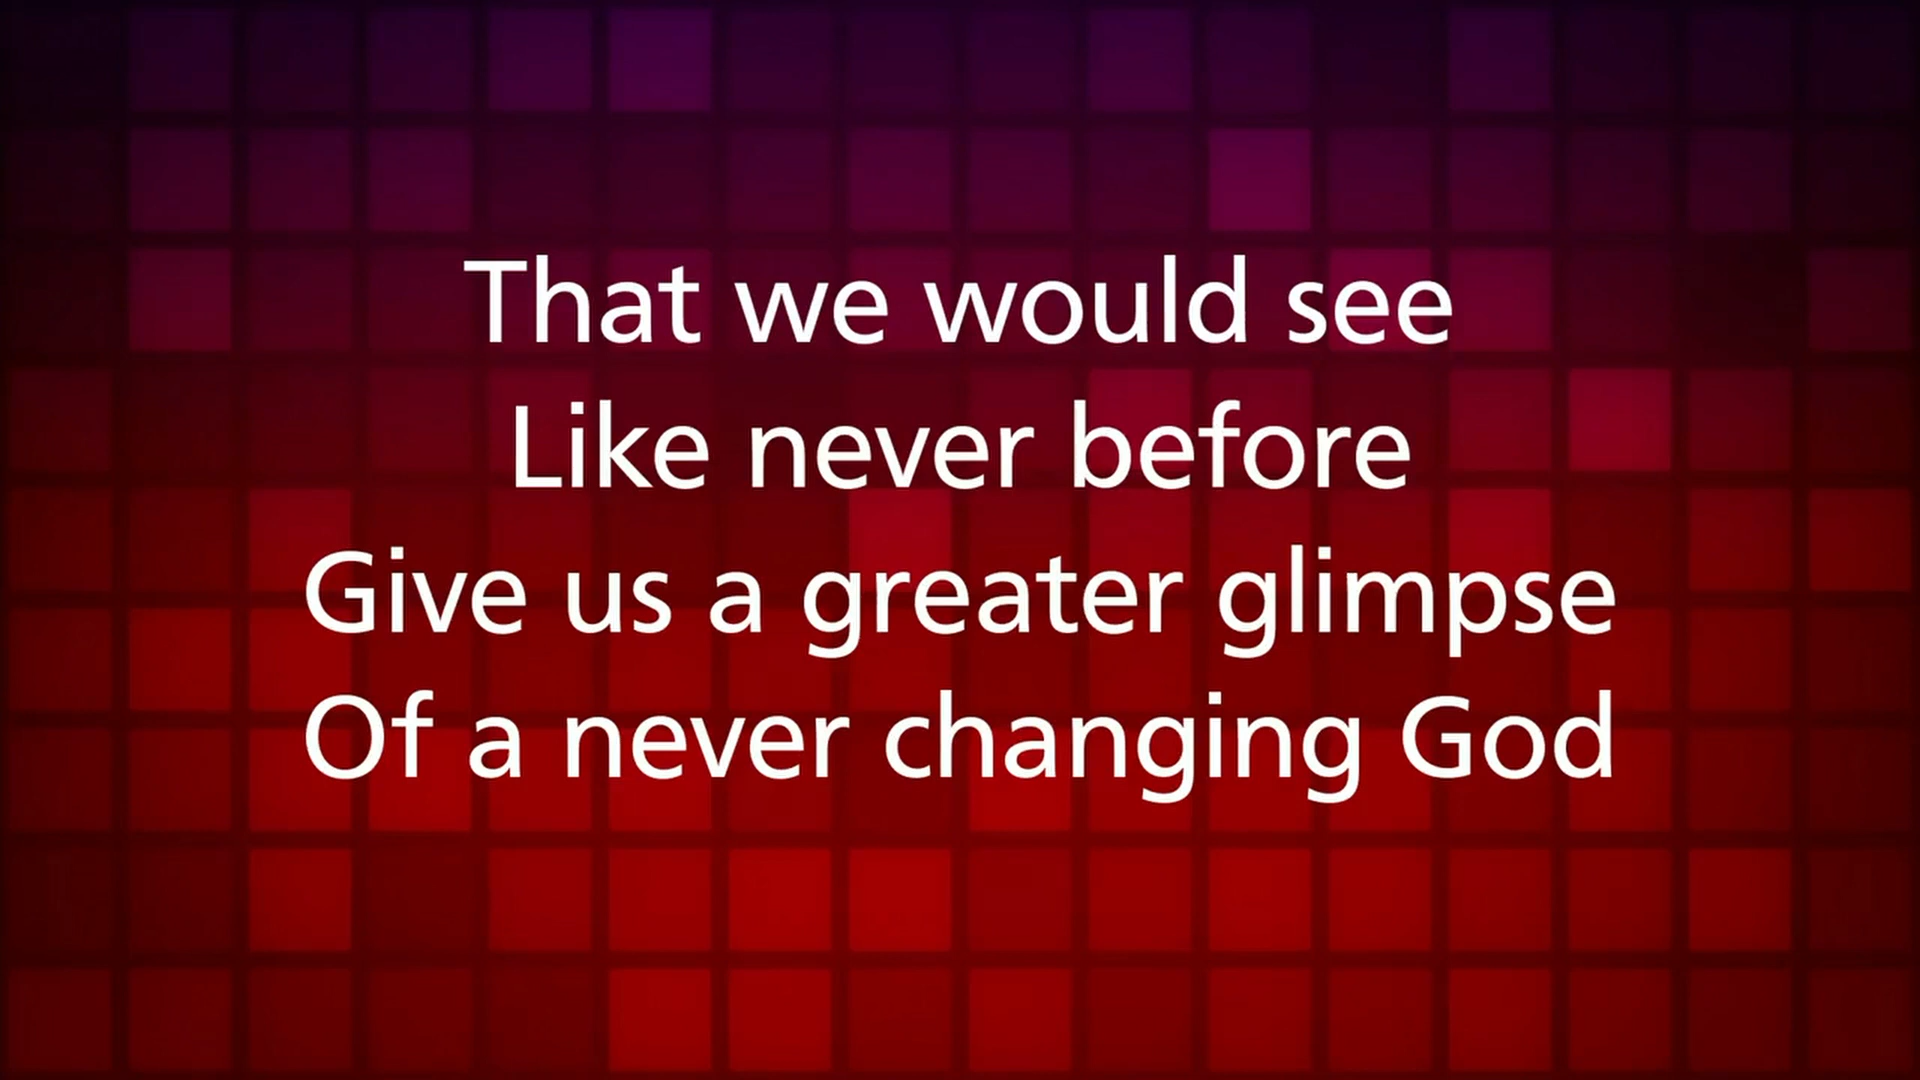 That we would see
Like never before
Give us a greater glimpse
Of a never changing God